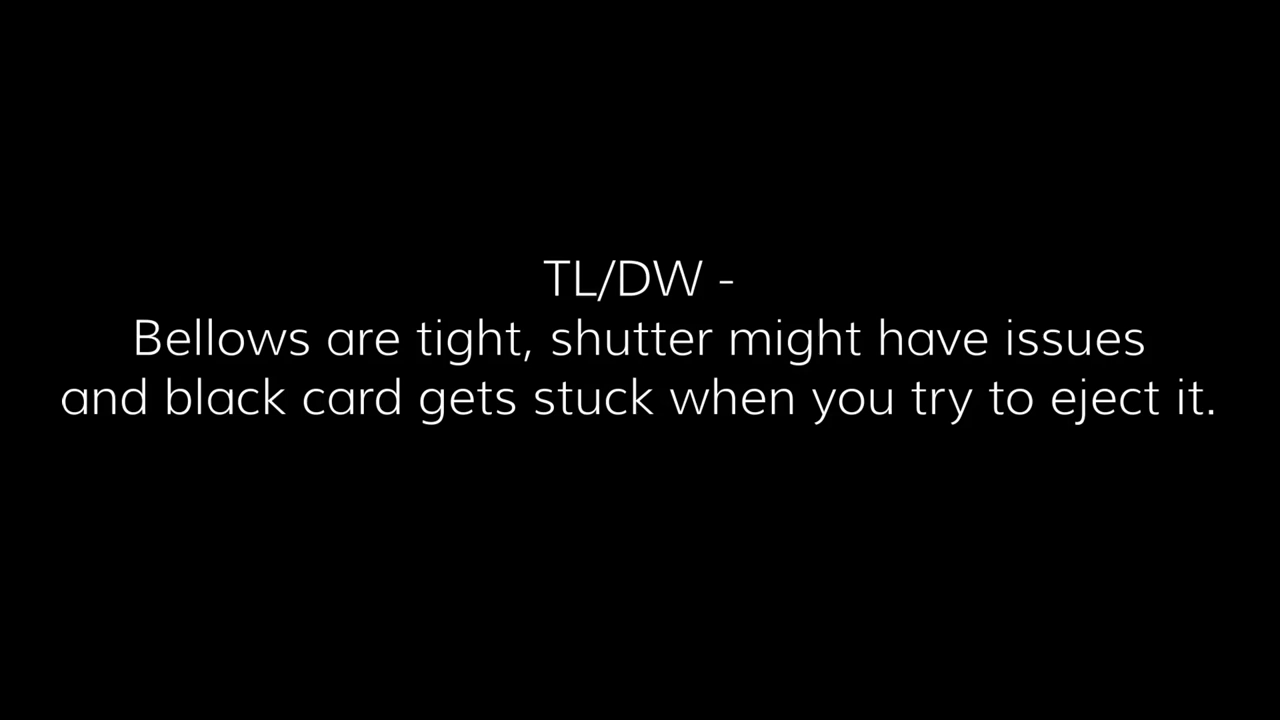 TL/DW -
Bellows are tight, shutter might have issues
and black card gets stuck when you try to eject it.